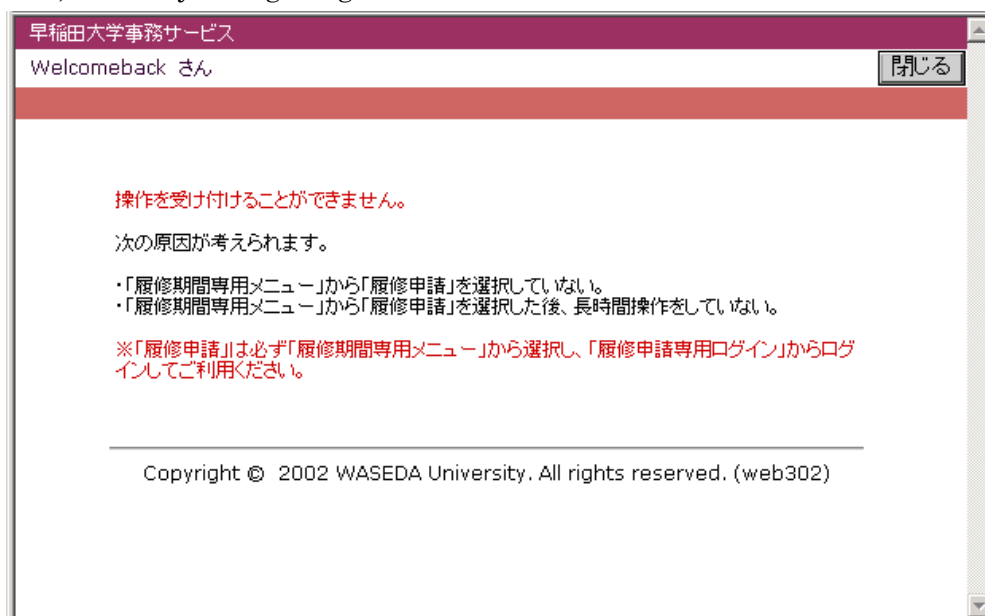 早稲田大学事務サービス
Welcomeback さん
閉じる
操作を受け付けることができません。
次の原因が考えられます。
・「履修期間専用メニュー」から「履修申請」を選択していない。
・「履修期間専用メニュー」から「履修申請」を選択した後、長時間操作をしていない。
※「履修申請」は必ず「履修期間専用メニュー」から選択し、「履修申請専用ログイン」からログ
インしてご利用ください。
Copyright © 2002 WASEDA University. All rights reserved. (web302)